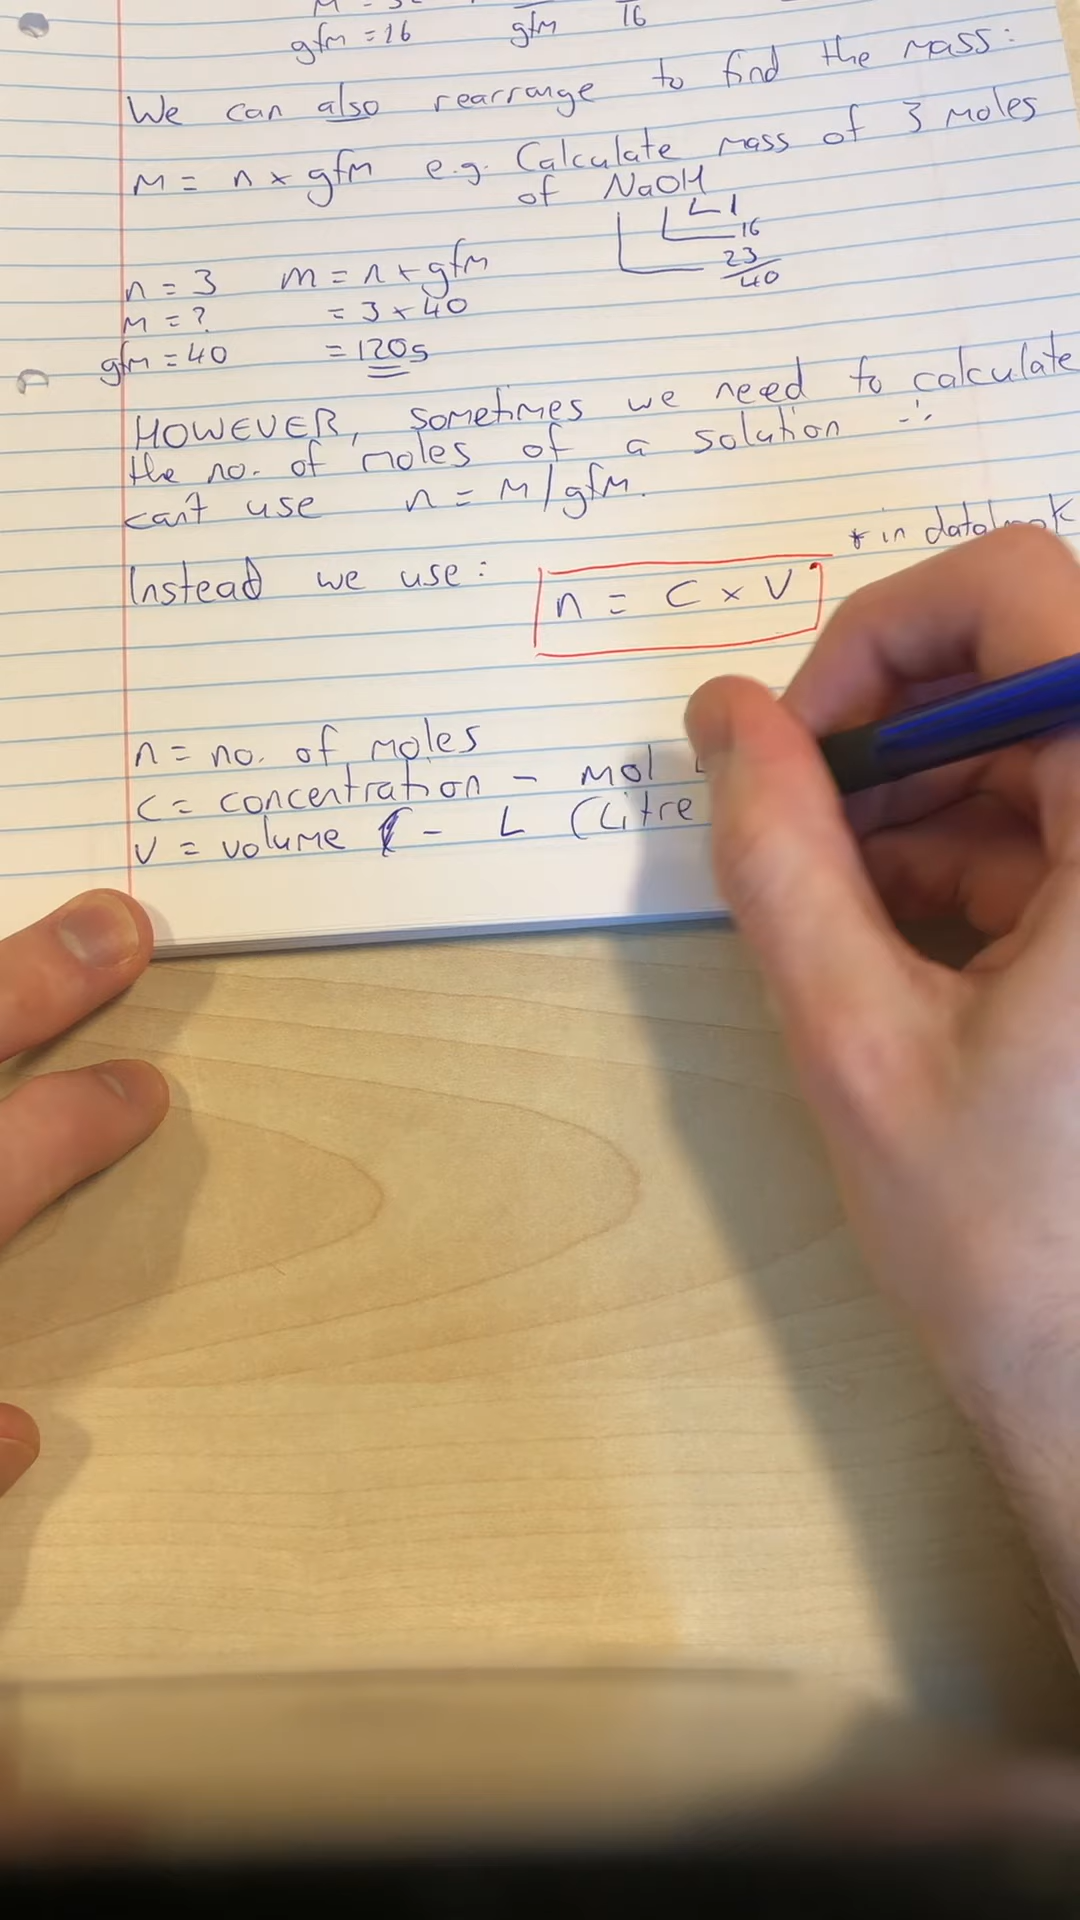 gfm = 16 gfm 16
We can also rearrange to find the mass:
M = n x gfm e.g. Calculate mass of 3 moles
of NaOH
1
16
23
40
n = 3 m = n x gfm
M = ? = 3 x 40
gfm = 40 = 120g
HOWEVER, sometimes we need to calculate
the no. of moles of a solution ∴
can't use n = M/gfm.
* in databook
Instead we use: n = C x V
n = no. of moles
C = concentration - mol
V = volume - L (Litre